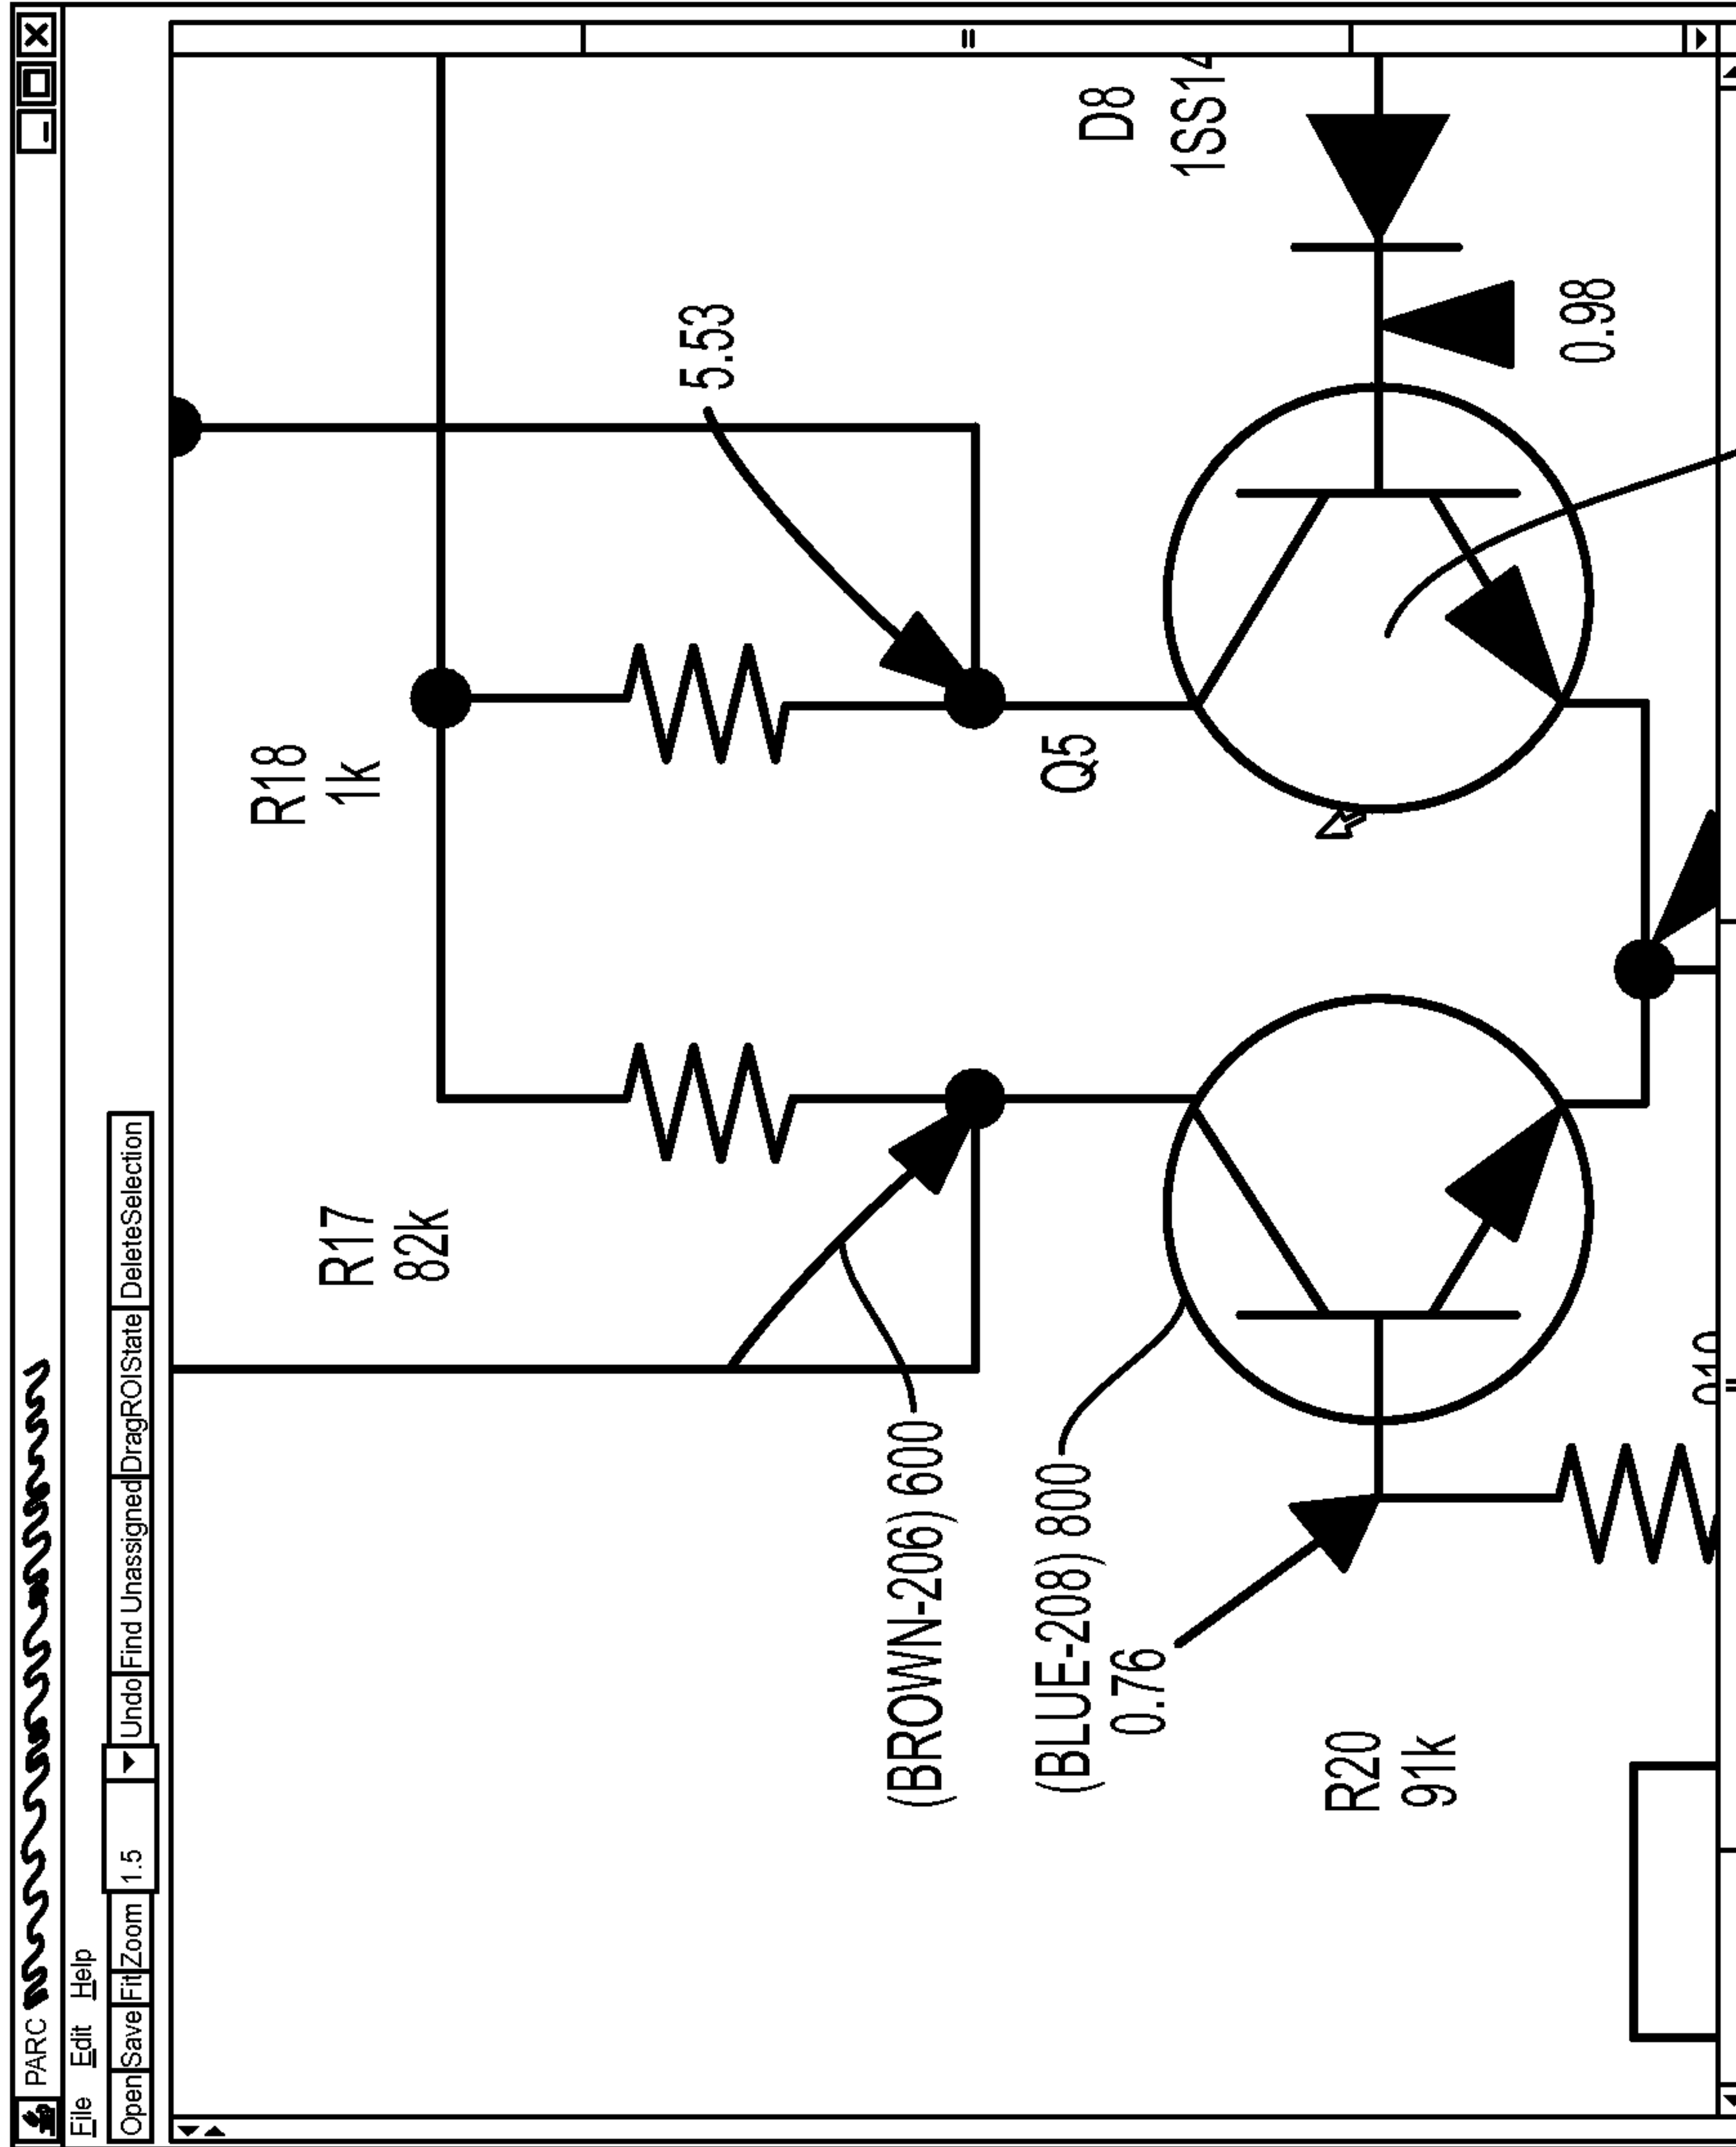 PARC
File Edit Help
Open Save Fit Zoom 1.5 Undo Find Unassigned DragROIState DeleteSelection
R18
1k
R17
82k
5.53
(BROWN-206) 600
Q5
D8
1SS14
(BLUE-208) 800
0.76
R20
91k
0.98